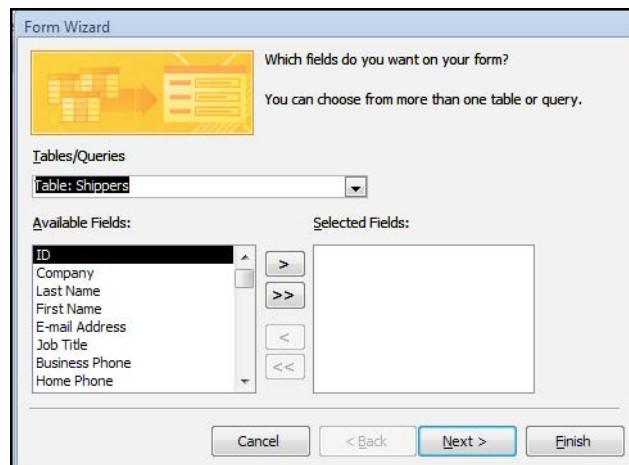 Form Wizard
Which fields do you want on your form?
You can choose from more than one table or query.
Tables/Queries
Table: Shippers
Available Fields:
Selected Fields:
ID
Company
Last Name
First Name
E-mail Address
Job Title
Business Phone
Home Phone
>
>>
<
<<
Cancel
< Back
Next >
Finish